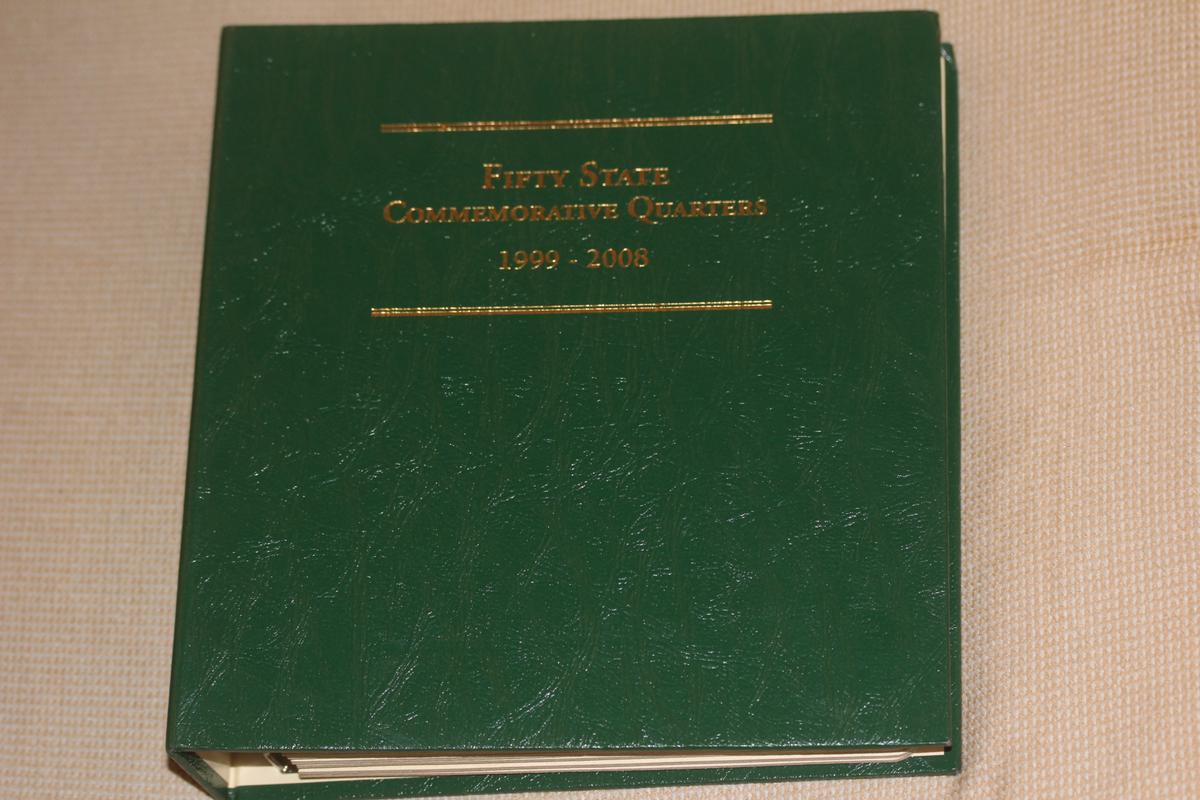 Fifty State
Commemorative Quarters
1999 - 2008